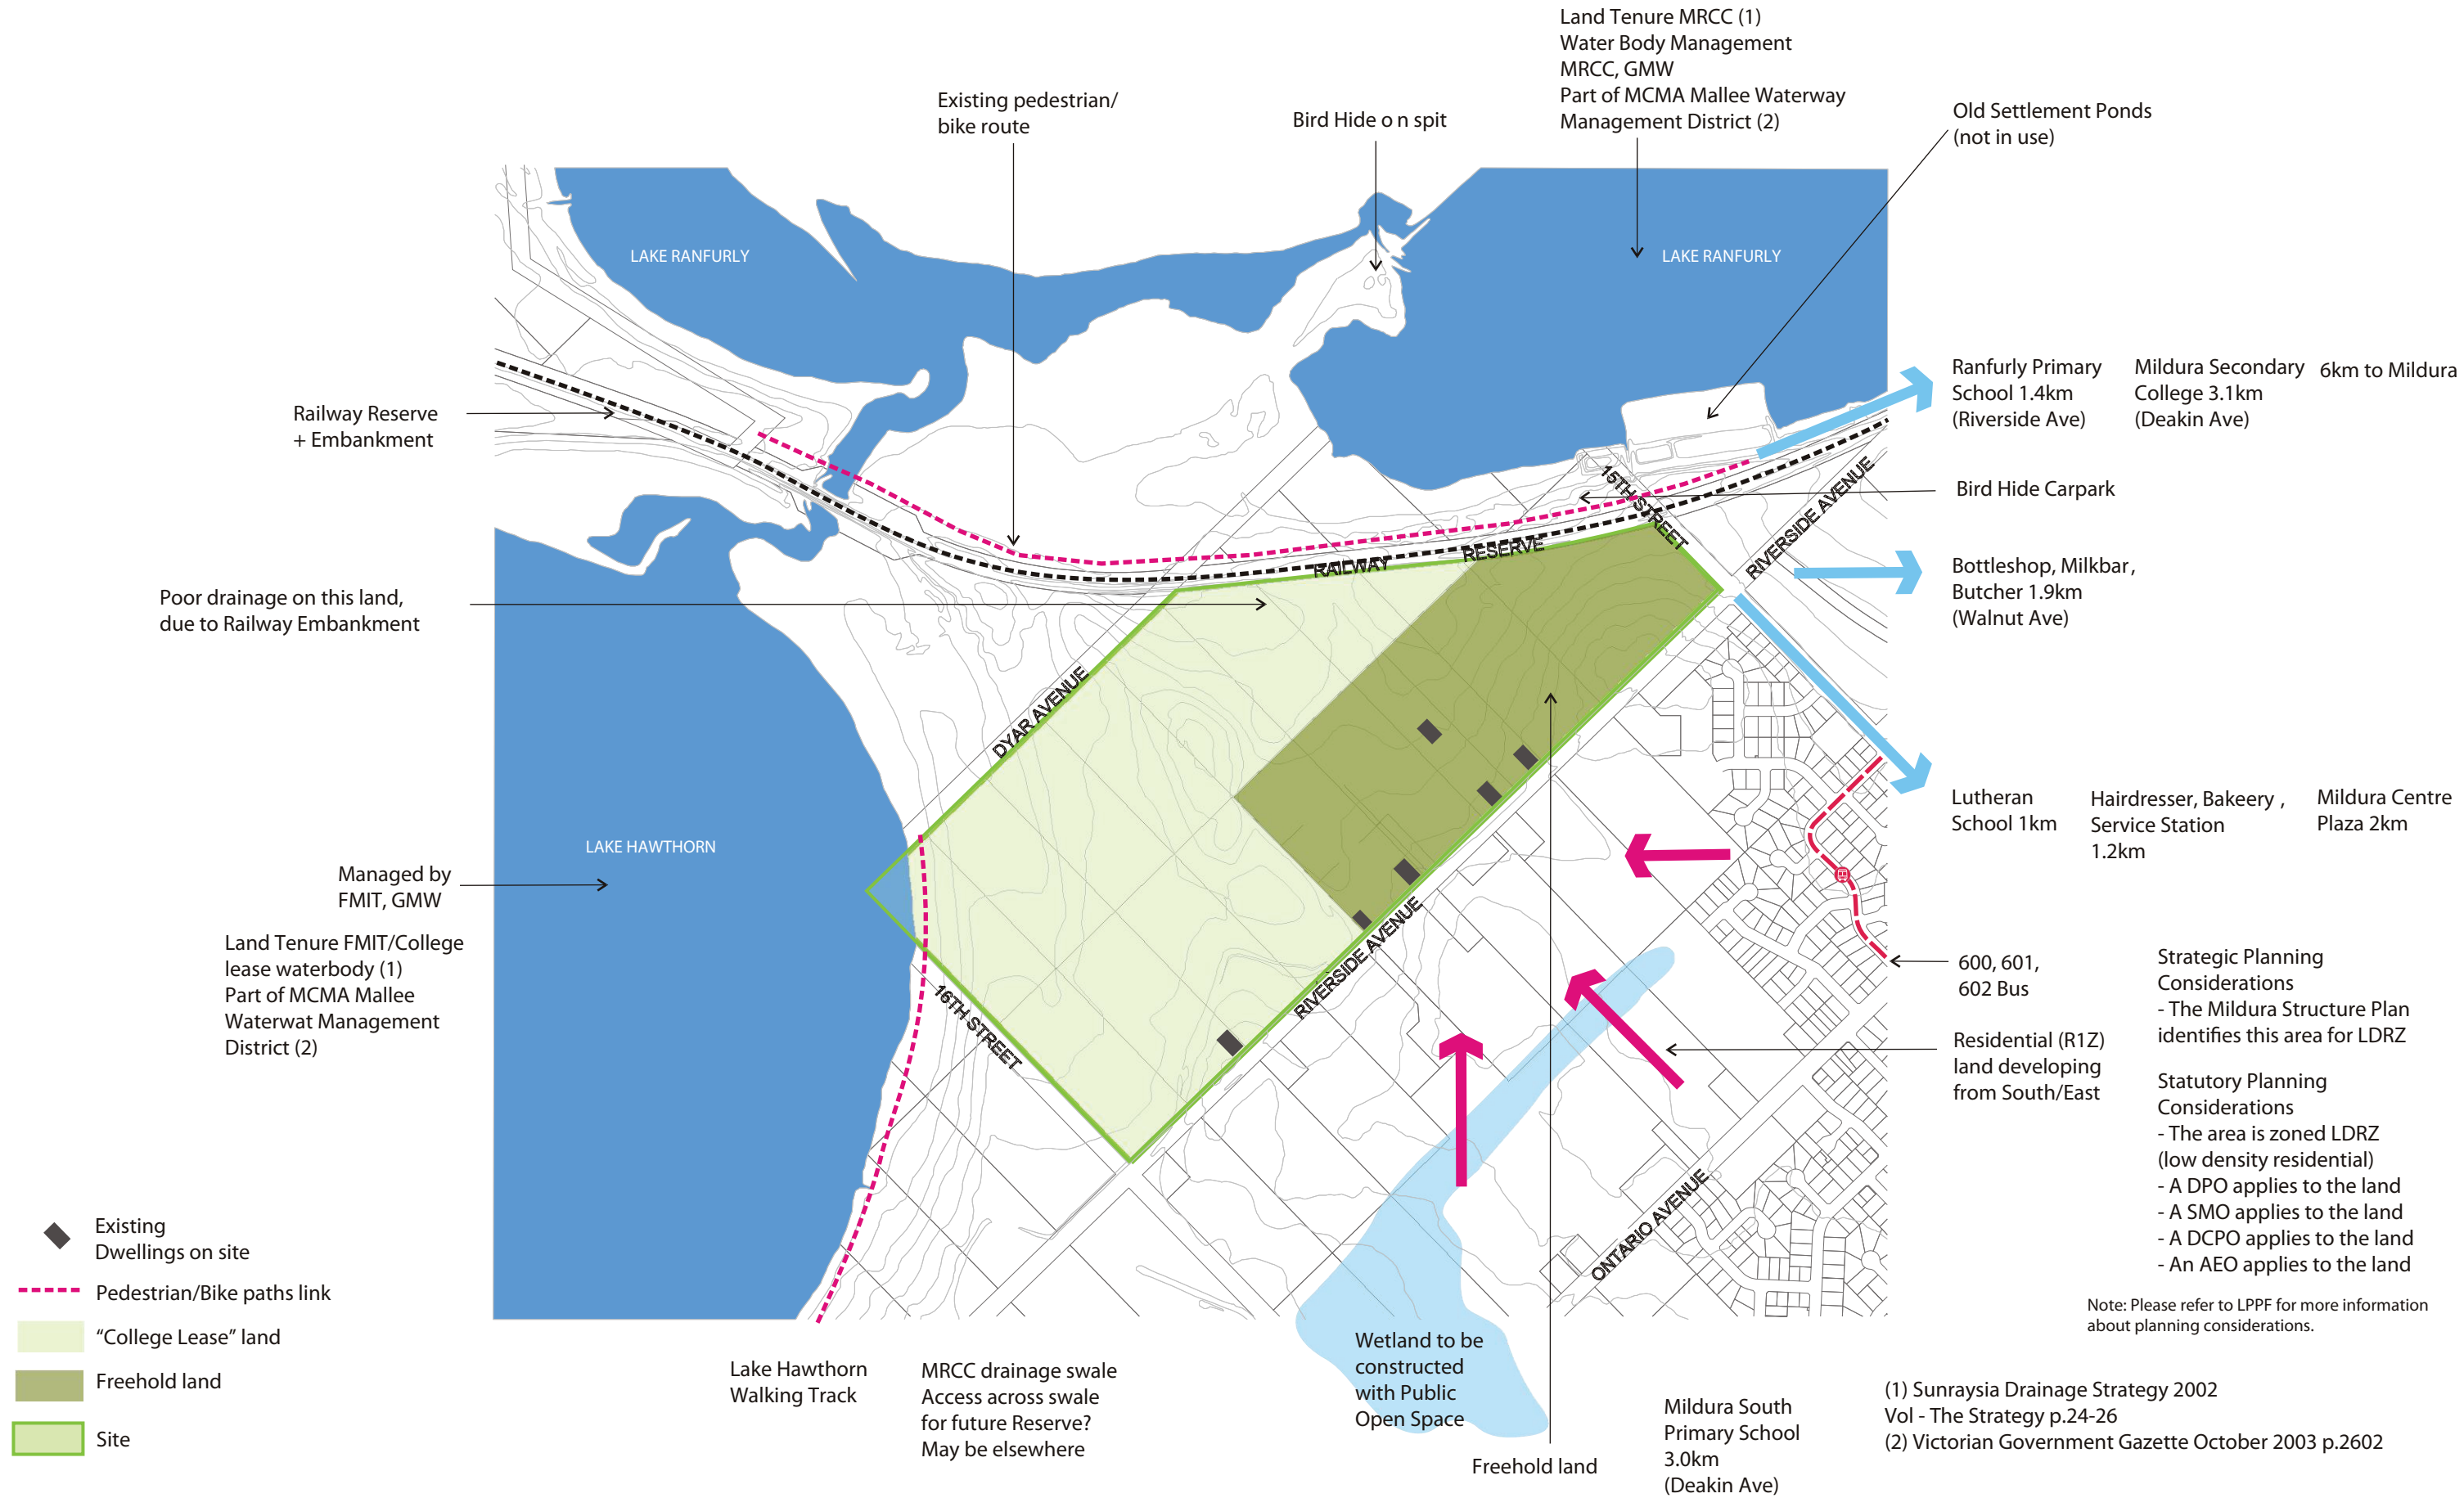 Land Tenure MRCC (1)
Water Body Management
MRCC, GMW
Part of MCMA Mallee Waterway
Management District (2)
Existing pedestrian/
bike route
Bird Hide o n spit
Old Settlement Ponds
(not in use)
LAKE RANFURLY
LAKE RANFURLY
Railway Reserve
+ Embankment
Ranfurly Primary
School 1.4km
(Riverside Ave)
Mildura Secondary
College 3.1km
(Deakin Ave)
6km to Mildura
15TH STREET
RIVERSIDE AVENUE
Bird Hide Carpark
RAILWAY RESERVE
Bottleshop, Milkbar,
Butcher 1.9km
(Walnut Ave)
Poor drainage on this land,
due to Railway Embankment
DYAR AVENUE
LAKE HAWTHORN
Lutheran
School 1km
Hairdresser, Bakeery ,
Service Station
1.2km
Mildura Centre
Plaza 2km
Managed by
FMIT, GMW
Land Tenure FMIT/College
lease waterbody (1)
Part of MCMA Mallee
Waterwat Management
District (2)
16TH STREET
RIVERSIDE AVENUE
600, 601,
602 Bus
Residential (R1Z)
land developing
from South/East
Strategic Planning
Considerations
- The Mildura Structure Plan
identifies this area for LDRZ
Statutory Planning
Considerations
- The area is zoned LDRZ
(low density residential)
- A DPO applies to the land
- A SMO applies to the land
- A DCPO applies to the land
- An AEO applies to the land
Note: Please refer to LPPF for more information
about planning considerations.
ONTARIO AVENUE
Existing
Dwellings on site
Pedestrian/Bike paths link
“College Lease” land
Freehold land
Site
Lake Hawthorn
Walking Track
MRCC drainage swale
Access across swale
for future Reserve?
May be elsewhere
Wetland to be
constructed
with Public
Open Space
Freehold land
Mildura South
Primary School
3.0km
(Deakin Ave)
(1) Sunraysia Drainage Strategy 2002
Vol - The Strategy p.24-26
(2) Victorian Government Gazette October 2003 p.2602